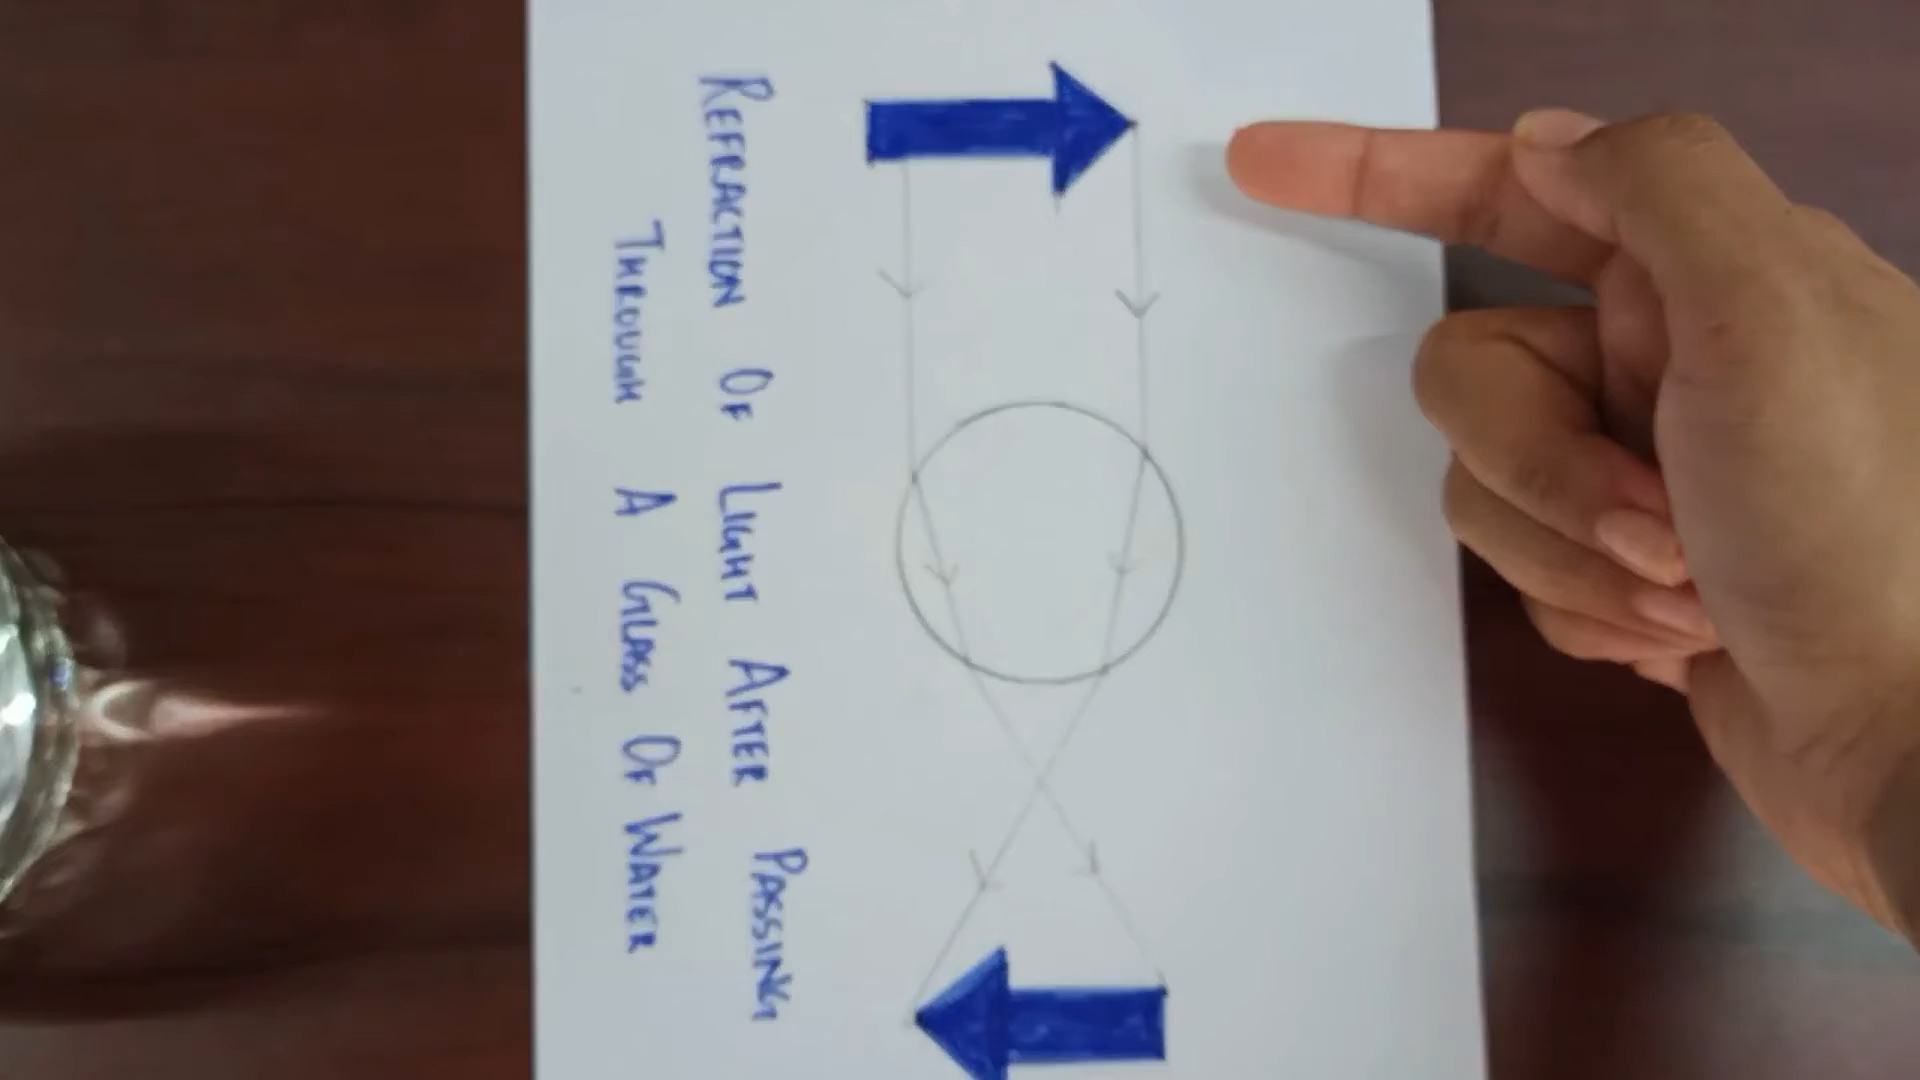 REFRACTION OF LIGHT AFTER PASSING
THROUGH A GLASS OF WATER